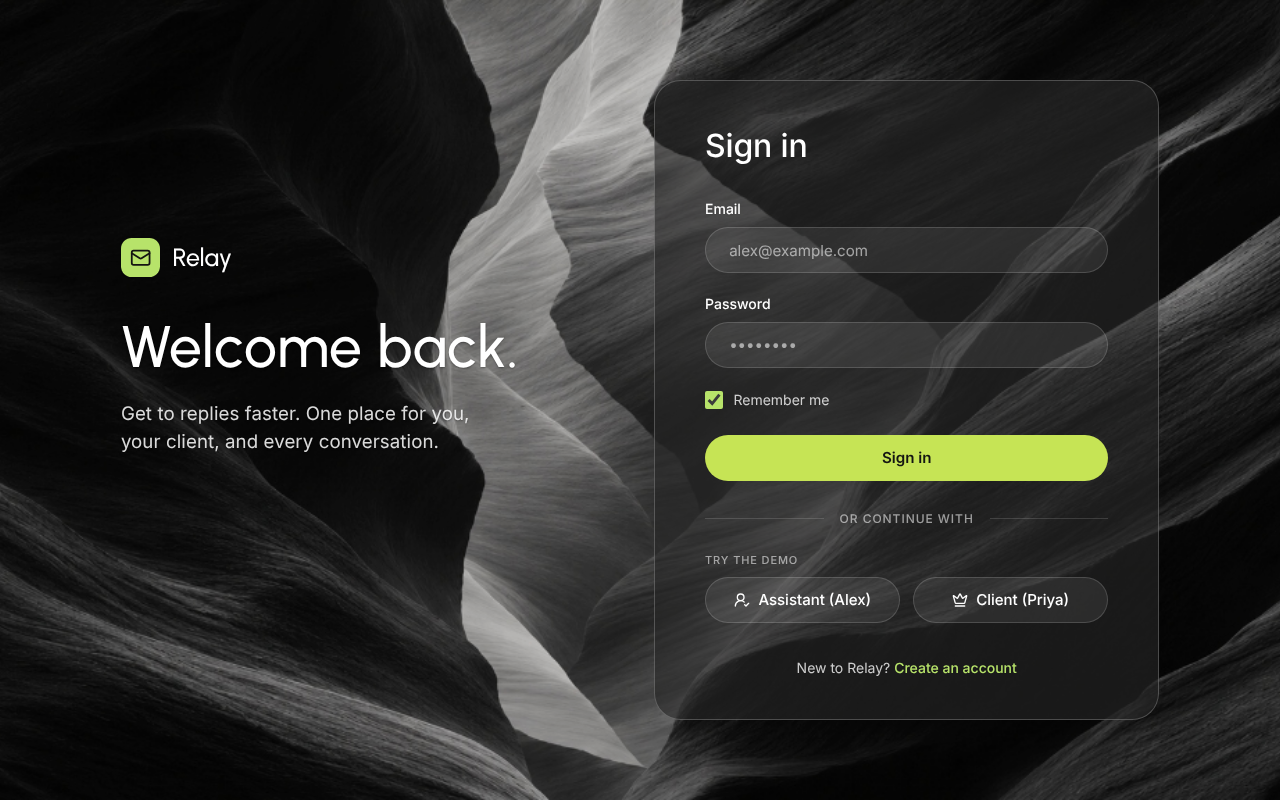 Relay
Welcome back.
Get to replies faster. One place for you,
your client, and every conversation.
Sign in
Email
alex@example.com
Password
••••••••
Remember me
Sign in
OR CONTINUE WITH
TRY THE DEMO
Assistant (Alex)
Client (Priya)
New to Relay? Create an account